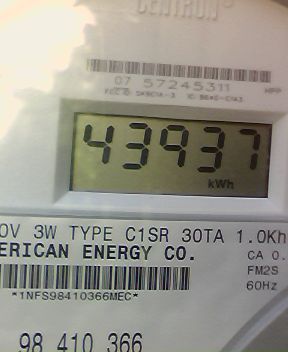 CENTRON®
07 57245311
43937
kWh
0V 3W TYPE C1SR 30TA 1.0Kh
ERICAN ENERGY CO.
CA 0.
FM2S
60Hz
*1NFS98410366MEC*
98 410 366